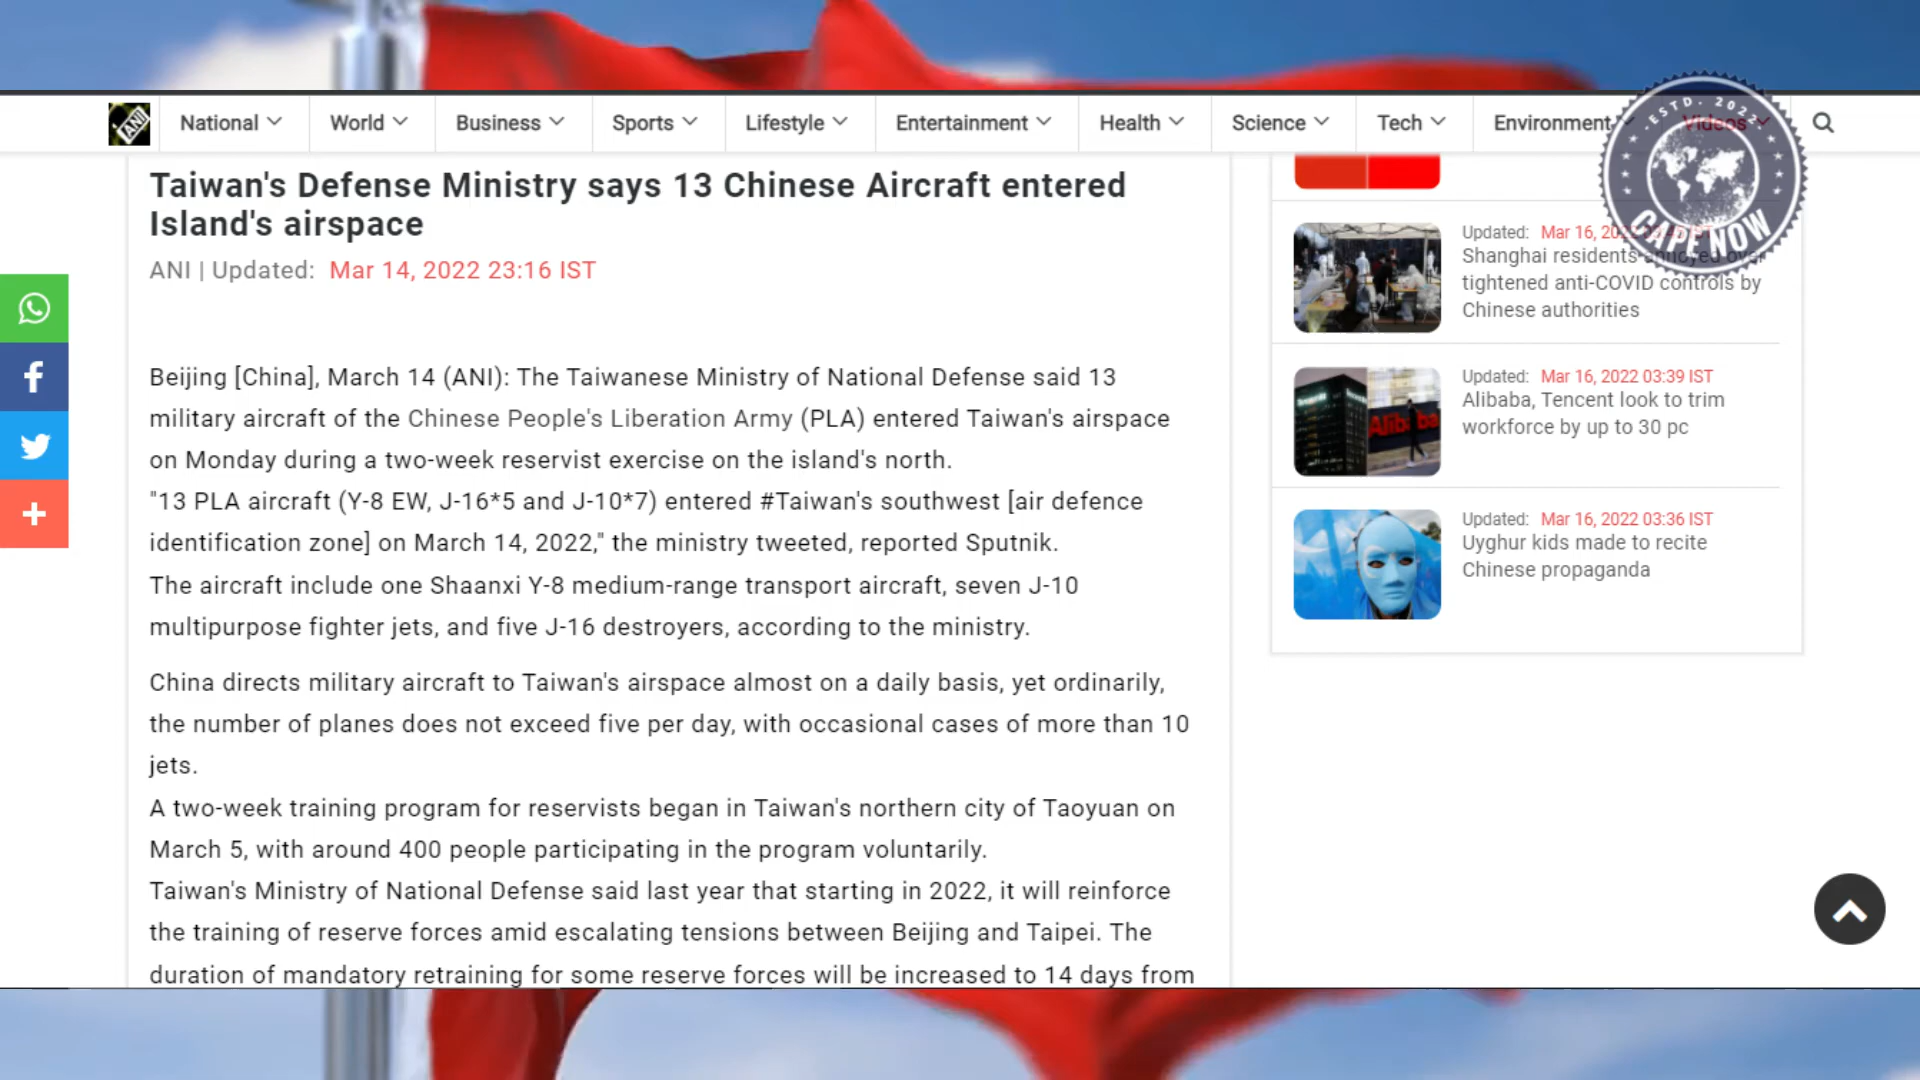 ANI
National
World
Business
Sports
Lifestyle
Entertainment
Health
Science
Tech
Environment
Videos
ESTD. 2022
CAPE NOW
Taiwan's Defense Ministry says 13 Chinese Aircraft entered
Island's airspace
ANI | Updated: Mar 14, 2022 23:16 IST
Beijing [China], March 14 (ANI): The Taiwanese Ministry of National Defense said 13
military aircraft of the Chinese People's Liberation Army (PLA) entered Taiwan's airspace
on Monday during a two-week reservist exercise on the island's north.
"13 PLA aircraft (Y-8 EW, J-16*5 and J-10*7) entered #Taiwan's southwest [air defence
identification zone] on March 14, 2022," the ministry tweeted, reported Sputnik.
The aircraft include one Shaanxi Y-8 medium-range transport aircraft, seven J-10
multipurpose fighter jets, and five J-16 destroyers, according to the ministry.
China directs military aircraft to Taiwan's airspace almost on a daily basis, yet ordinarily,
the number of planes does not exceed five per day, with occasional cases of more than 10
jets.
A two-week training program for reservists began in Taiwan's northern city of Taoyuan on
March 5, with around 400 people participating in the program voluntarily.
Taiwan's Ministry of National Defense said last year that starting in 2022, it will reinforce
the training of reserve forces amid escalating tensions between Beijing and Taipei. The
duration of mandatory retraining for some reserve forces will be increased to 14 days from
Updated: Mar 16, 2022
Shanghai residents annoyed over
tightened anti-COVID controls by
Chinese authorities
Alibaba
Updated: Mar 16, 2022 03:39 IST
Alibaba, Tencent look to trim
workforce by up to 30 pc
Updated: Mar 16, 2022 03:36 IST
Uyghur kids made to recite
Chinese propaganda